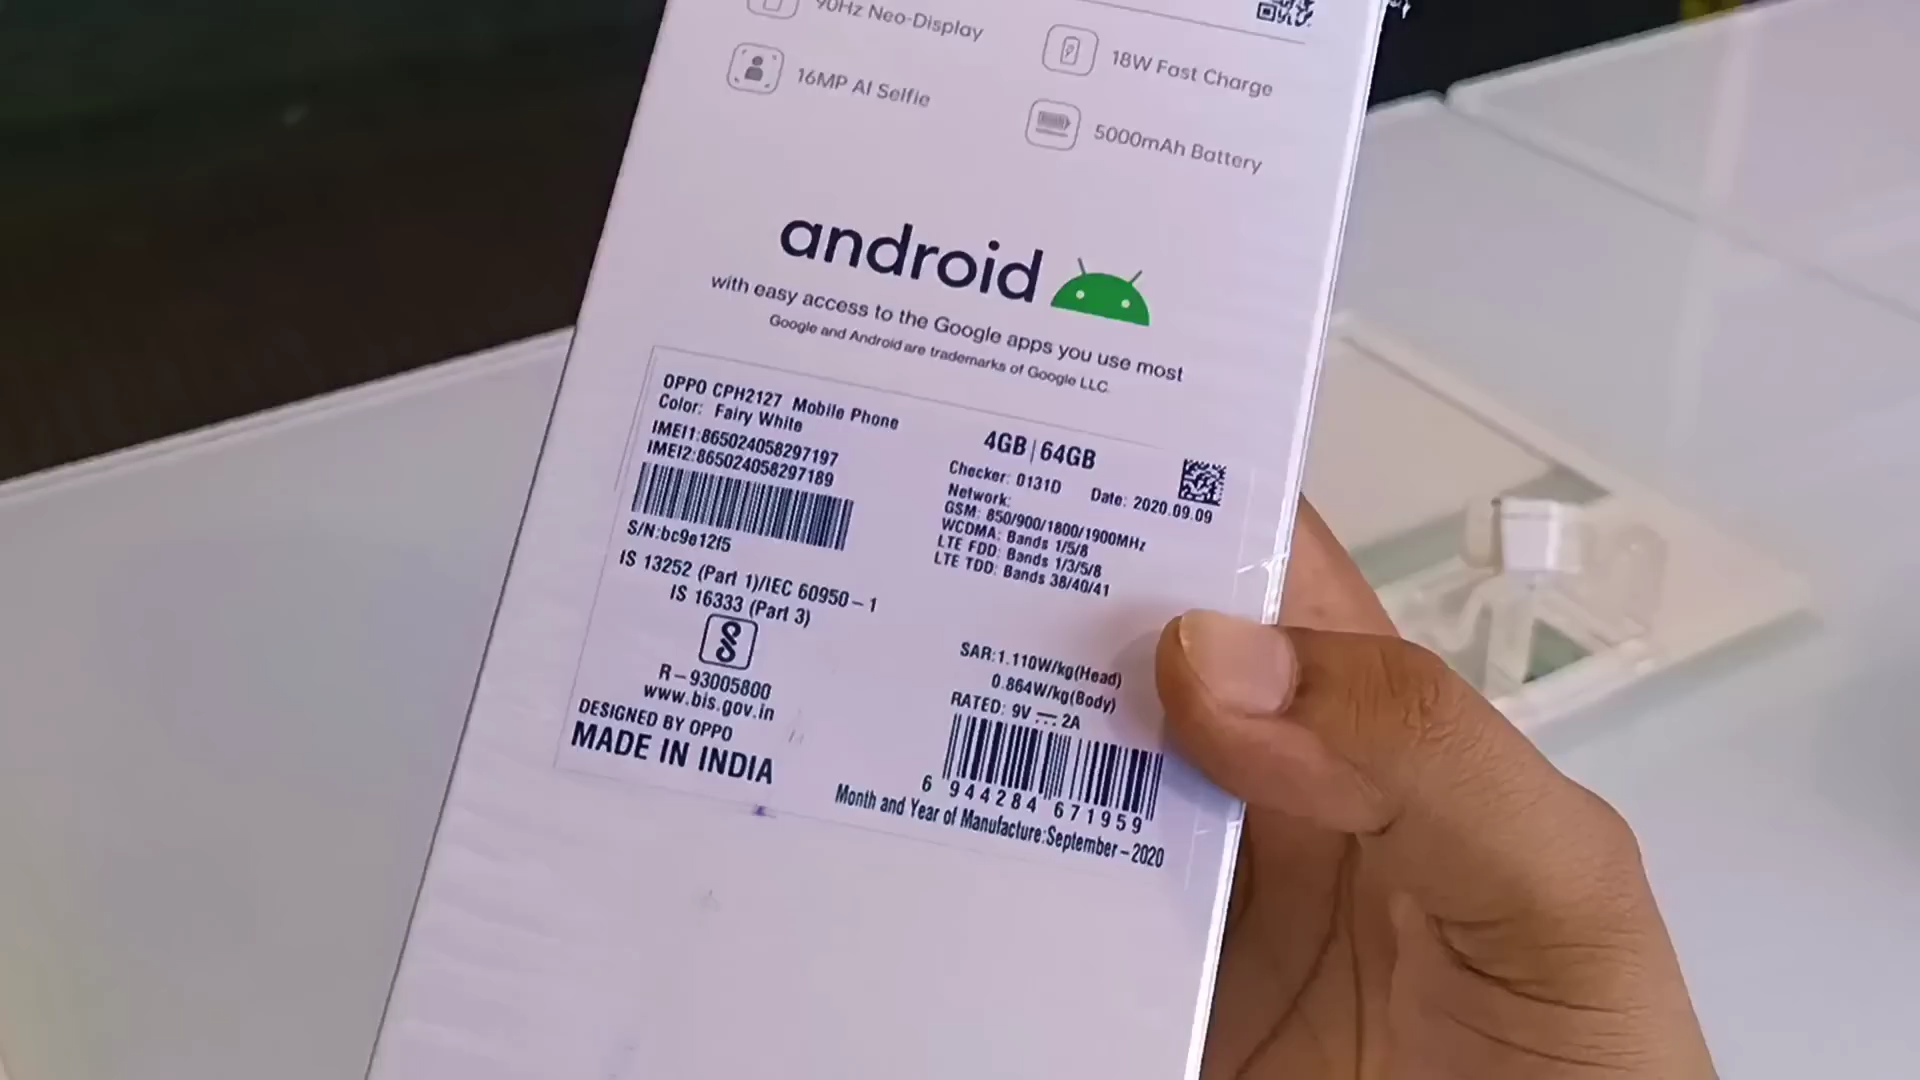 90Hz Neo-Display
18W Fast Charge
16MP AI Selfie
5000mAh Battery
android
with easy access to the Google apps you use most
Google and Android are trademarks of Google LLC.
OPPO CPH2127 Mobile Phone
Color: Fairy White
IMEI1:865024058297197
IMEI2:865024058297189
S/N:bc9e12f5
IS 13252 (Part 1)/IEC 60950-1
IS 16333 (Part 3)
R-93005800
www.bis.gov.in
DESIGNED BY OPPO
MADE IN INDIA
4GB|64GB
Checker: 0131D Date: 2020.09.09
Network:
GSM: 850/900/1800/1900MHz
WCDMA: Bands 1/5/8
LTE FDD: Bands 1/3/5/8
LTE TDD: Bands 38/40/41
SAR:1.110W/kg(Head)
0.864W/kg(Body)
RATED: 9V ⎓ 2A
6 944284 671959
Month and Year of Manufacture:September-2020